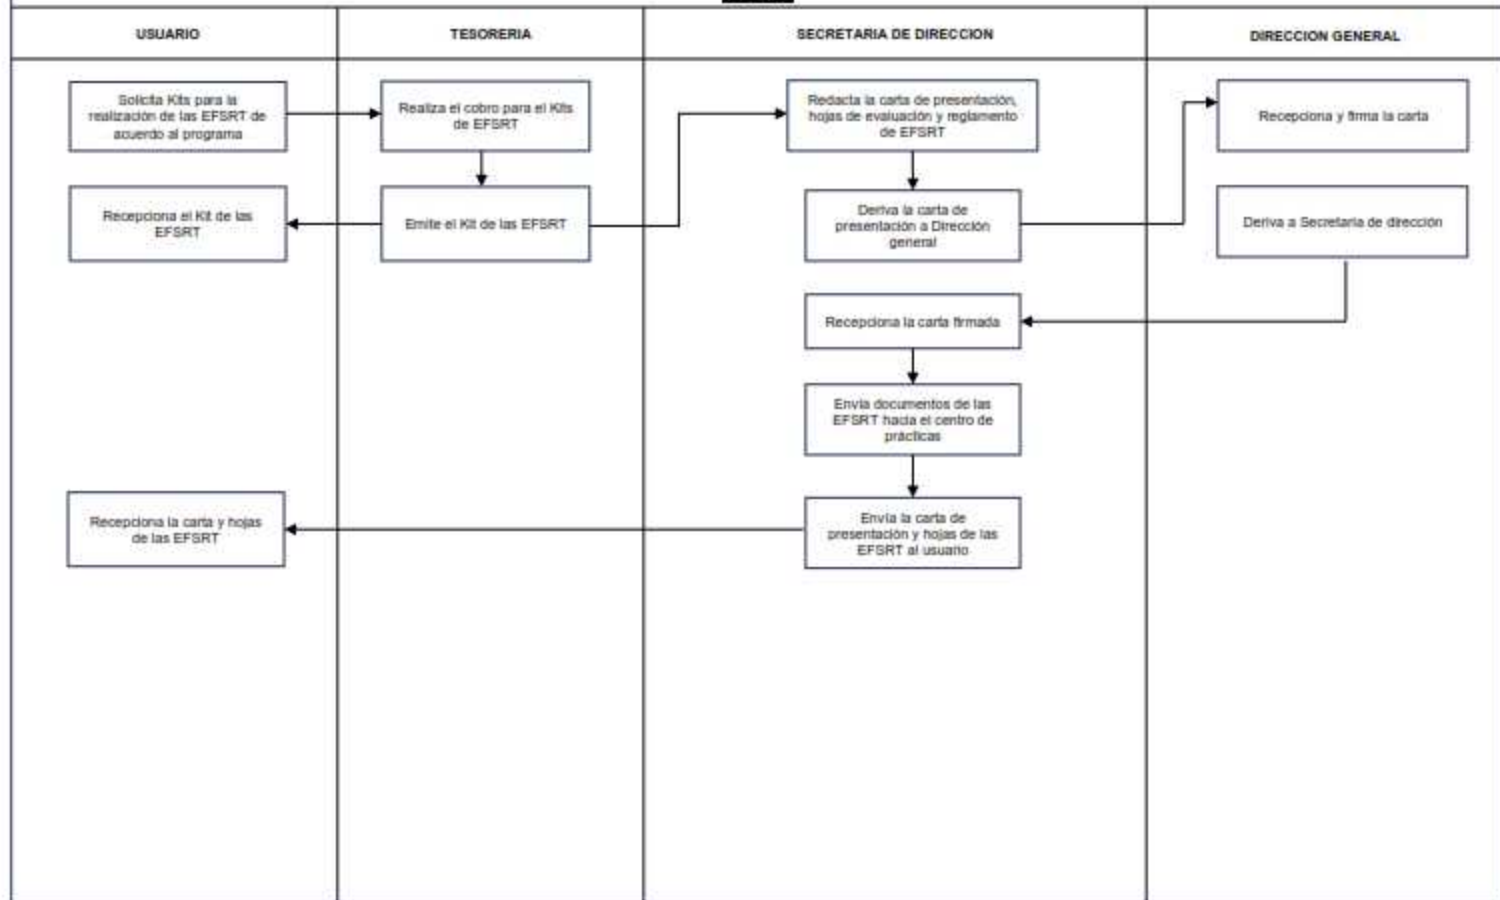 USUARIO
TESORERIA
SECRETARIA DE DIRECCION
DIRECCION GENERAL
Solicita Kits para la
realización de las EFSRT de
acuerdo al programa
Realiza el cobro para el Kits
de EFSRT
Redacta la carta de presentación,
hojas de evaluación y reglamento
de EFSRT
Recepciona y firma la carta
Recepciona el Kit de las
EFSRT
Emite el Kit de las EFSRT
Deriva la carta de
presentación a Dirección
general
Deriva a Secretaria de dirección
Recepciona la carta firmada
Envía documentos de las
EFSRT hacia el centro de
prácticas
Recepciona la carta y hojas
de las EFSRT
Envía la carta de
presentación y hojas de las
EFSRT al usuario